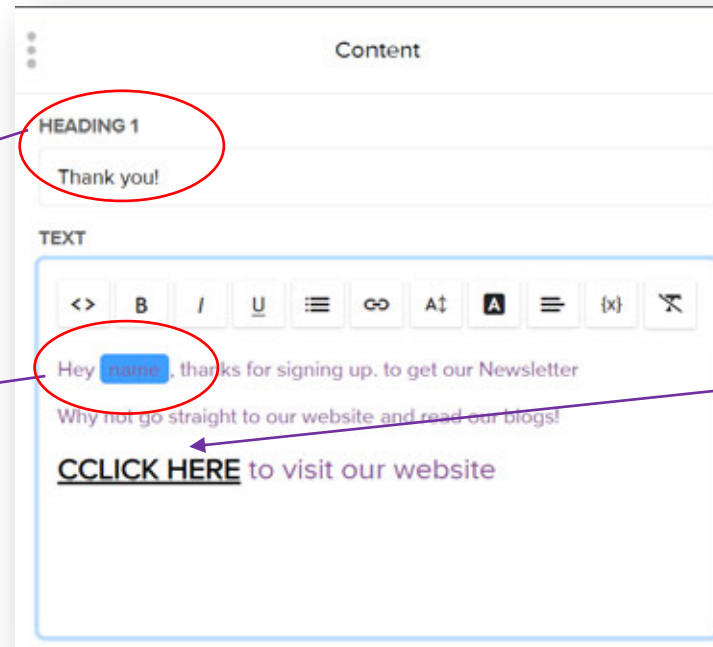 Content
HEADING 1
Thank you!
TEXT
<> B I U A A {x} T
Hey name , thanks for signing up. to get our Newsletter
Why not go straight to our website and read our blogs!
CCLICK HERE to visit our website